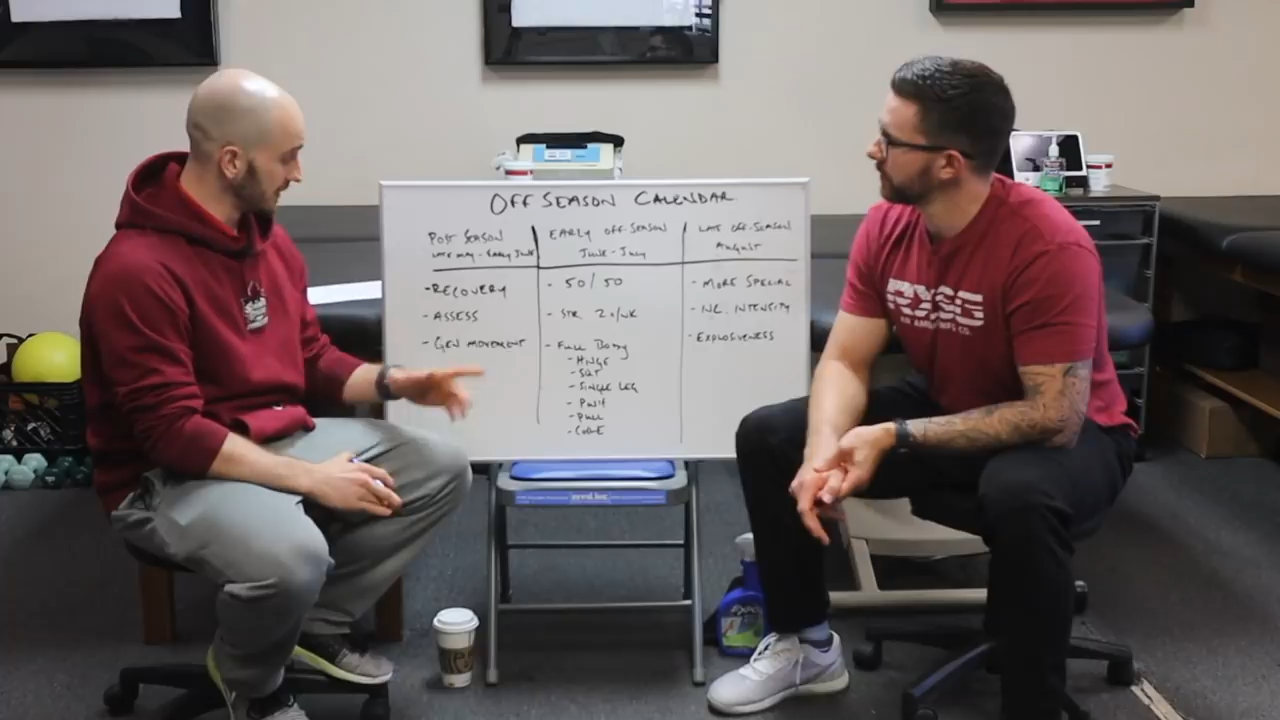 OFF SEASON CALENDAR
POST SEASON
LATE MAY - EARLY JUNE
- RECOVERY
- ASSESS
- GEN MOVEMENT
EARLY OFF-SEASON
JUNE - JULY
- 50/50
- STR 2x/WK
- FULL BODY
- HINGE
- SQT
- SINGLE LEG
- PUSH
- PULL
- CORE
LATE OFF-SEASON
AUGUST
- MORE SPECIAL
- INC. INTENSITY
- EXPLOSIVENESS